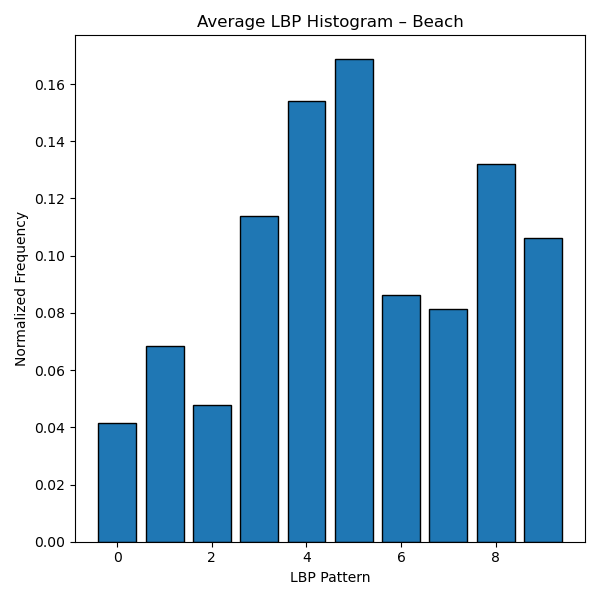 Average LBP Histogram – Beach
0.16
0.14
0.12
0.10
0.08
0.06
0.04
0.02
0.00
Normalized Frequency
0 2 4 6 8
LBP Pattern